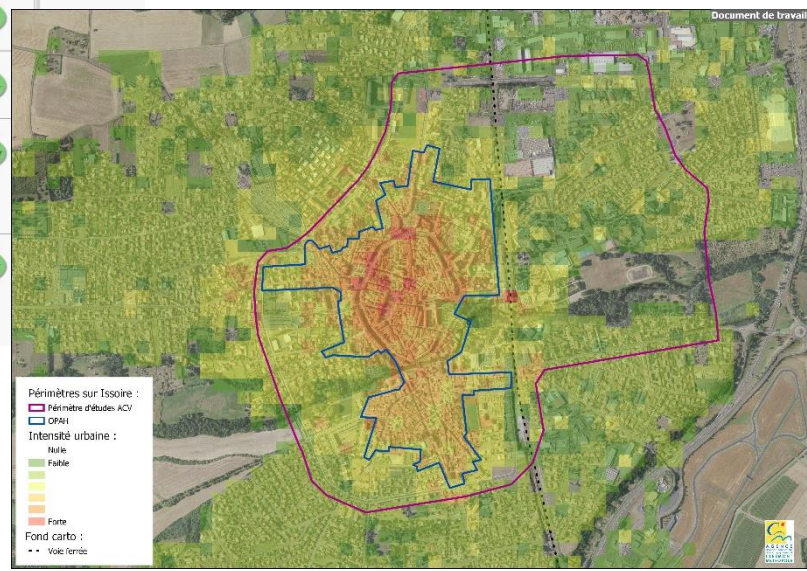 Document de travail
Périmètres sur Issoire :
Périmètre d'études ACV
OPAH
Intensité urbaine :
Nulle
Faible
Forte
Fond carto :
Voie ferrée
AGENCE